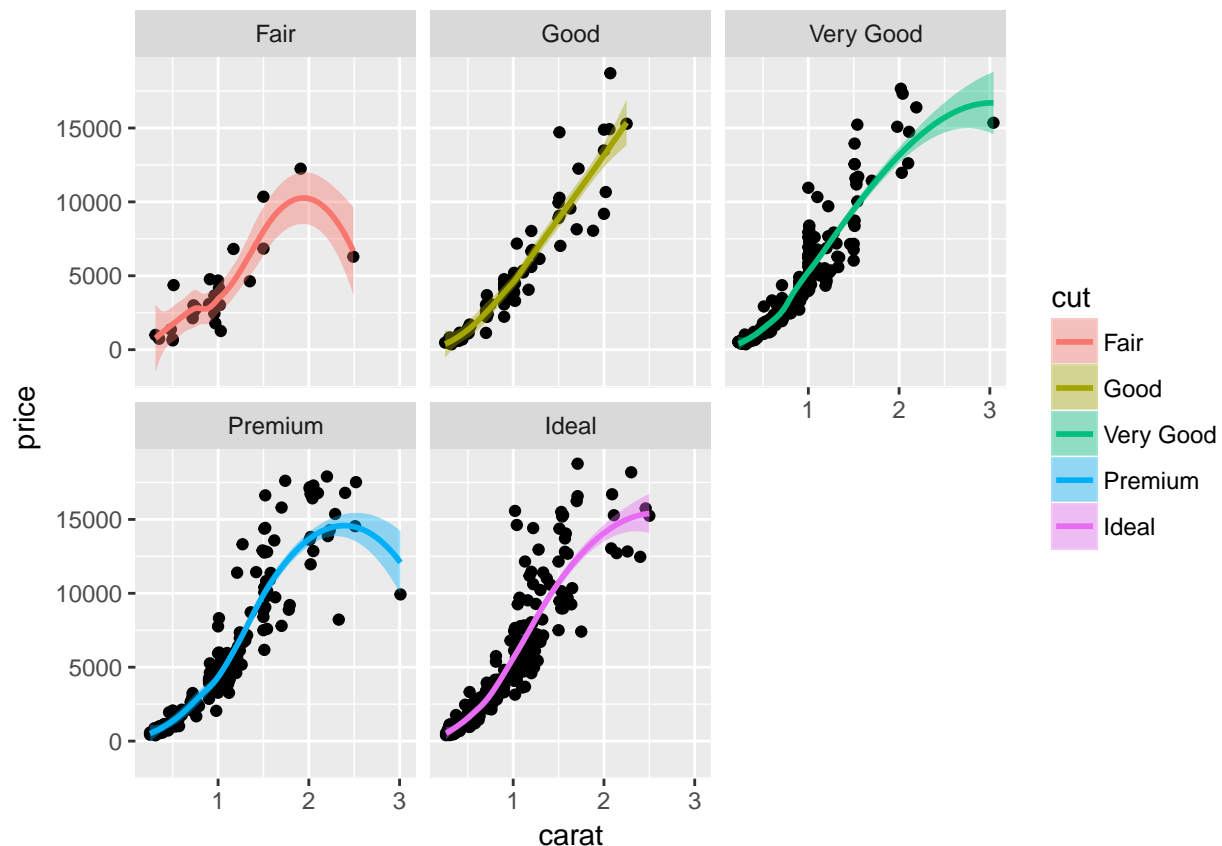 Fair
Good
Very Good
15000
10000
5000
0
1 2 3
price
Premium
Ideal
15000
10000
5000
0
1 2 3
1 2 3
carat
cut
Fair
Good
Very Good
Premium
Ideal